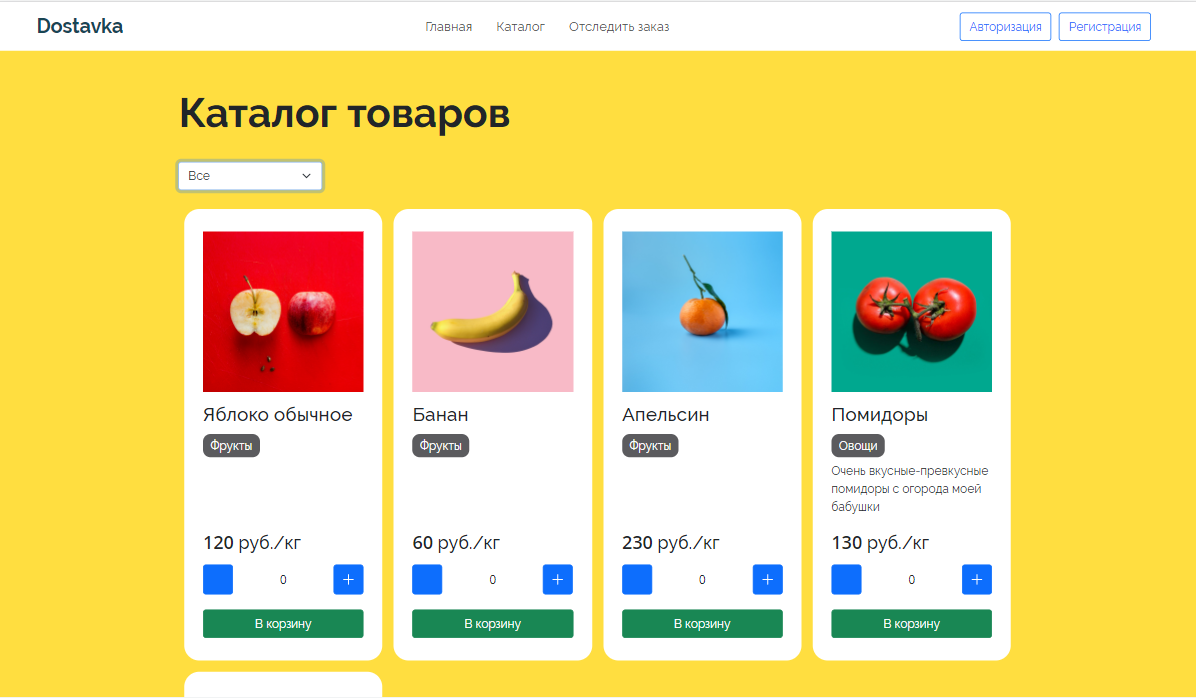 Dostavka
Главная
Каталог
Отследить заказ
Авторизация
Регистрация
Каталог товаров
Все
Яблоко обычное
Фрукты
120 руб./кг
0
+
В корзину
Банан
Фрукты
60 руб./кг
0
+
В корзину
Апельсин
Фрукты
230 руб./кг
0
+
В корзину
Помидоры
Овощи
Очень вкусные-превкусные
помидоры с огорода моей
бабушки
130 руб./кг
0
+
В корзину